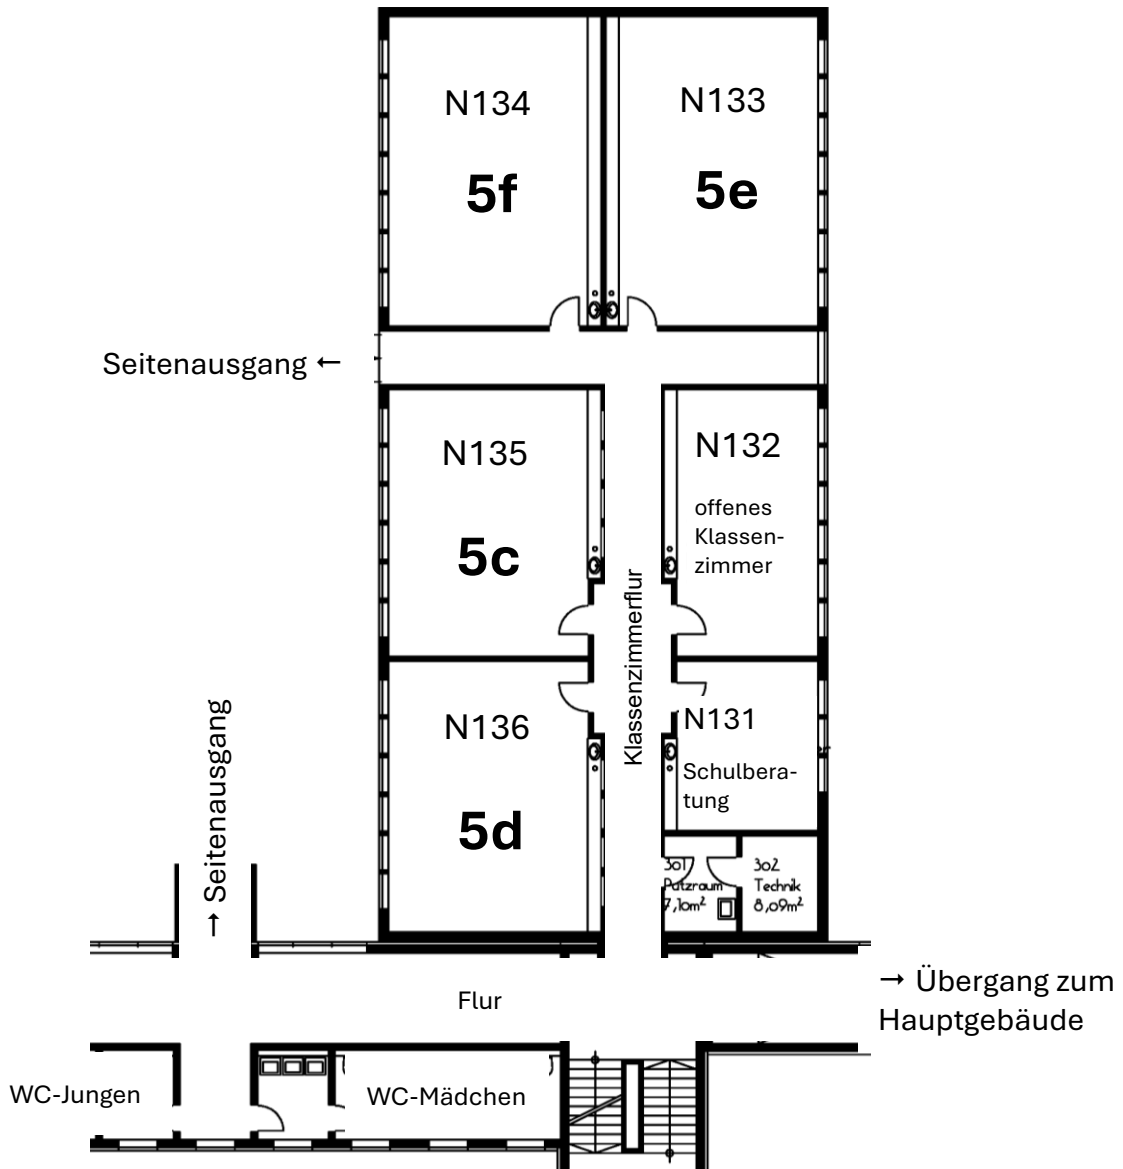 N134
5f
N133
5e
Seitenausgang ←
N135
5c
N132
offenes
Klassen-
zimmer
Klassenzimmerflur
N136
5d
N131
Schulbera-
tung
→ Seitenausgang
301
Putzraum
7,10m²
302
Technik
8,09m²
Flur
→ Übergang zum
Hauptgebäude
WC-Jungen
WC-Mädchen